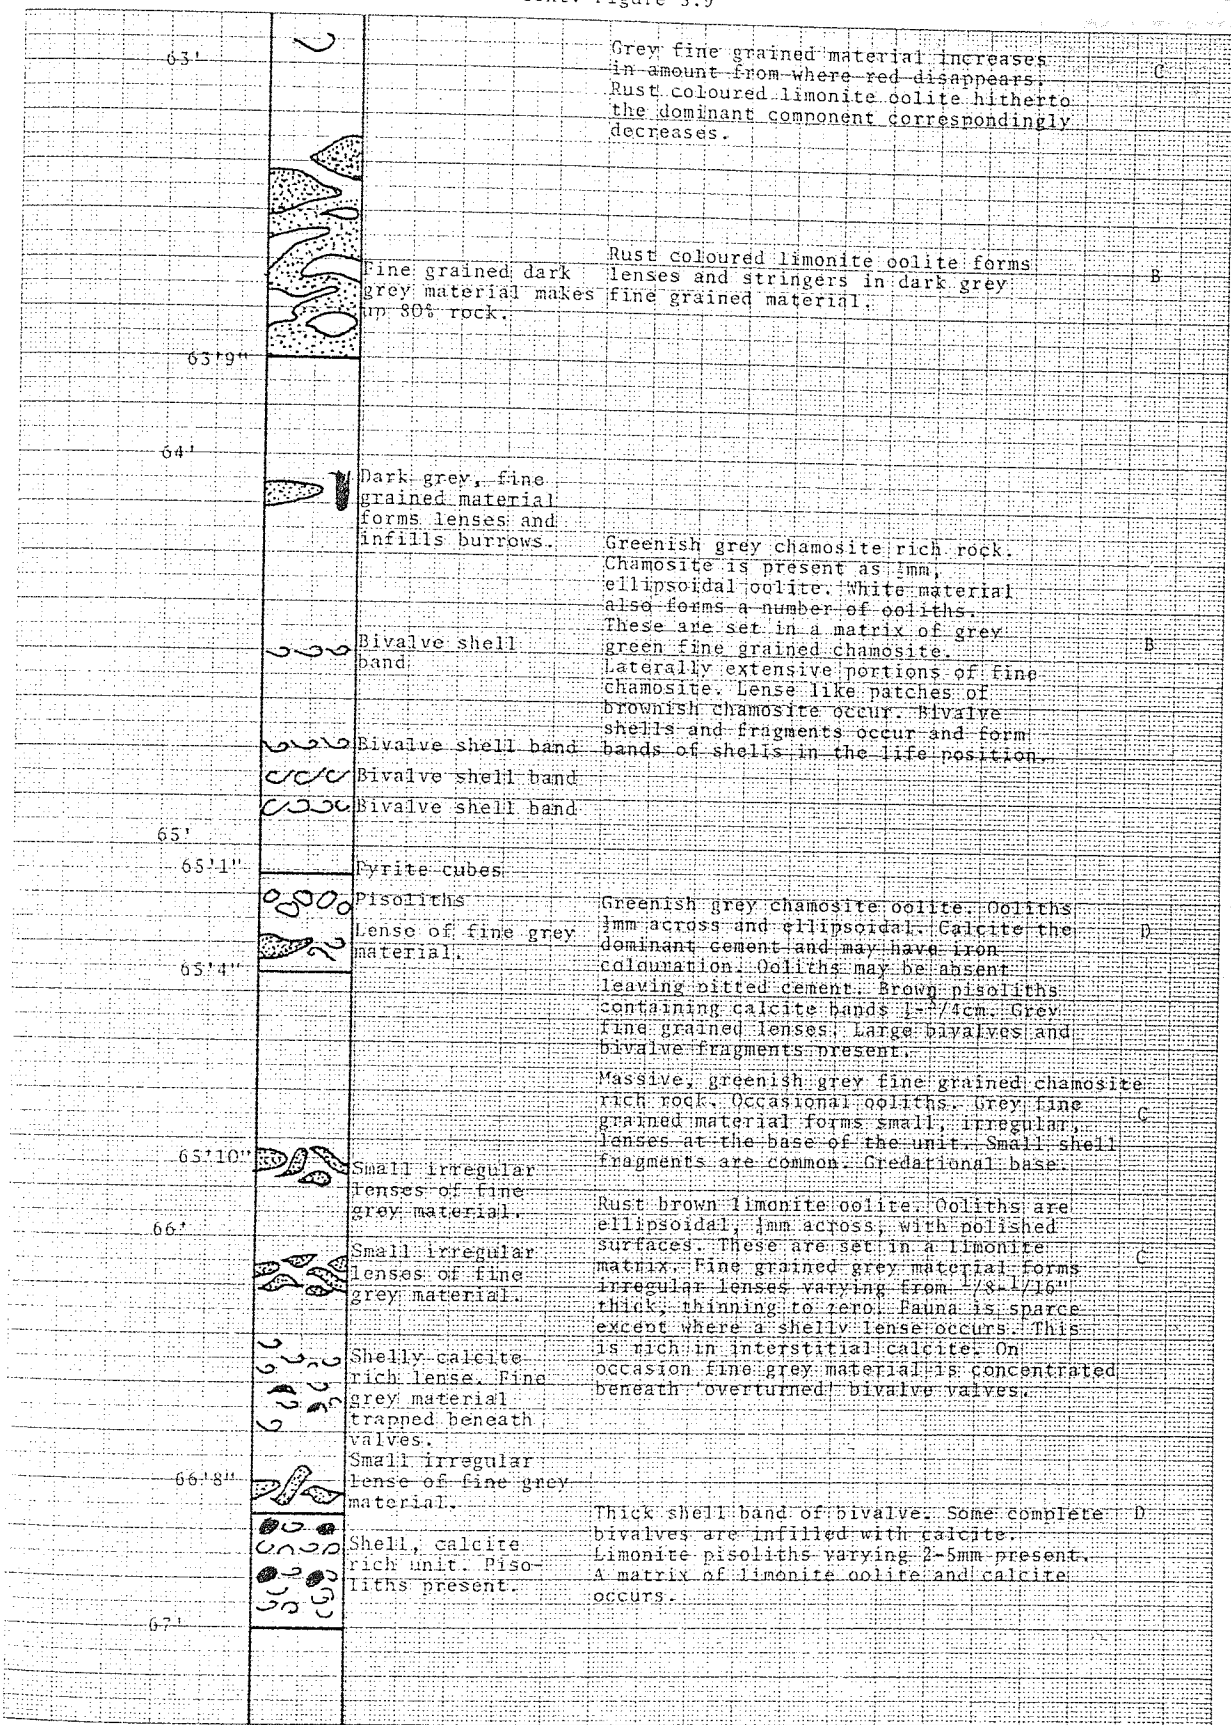 Cont. Figure 3.9
63'
Grey fine grained material increases
in amount from where red disappears.
Rust coloured limonite oolite hitherto
the dominant component correspondingly
decreases.
C
Fine grained dark
grey material makes
up 80% rock.
Rust coloured limonite oolite forms
lenses and stringers in dark grey
fine grained material.
B
63'9"
64'
Dark grey, fine
grained material
forms lenses and
infills burrows.
Greenish grey chamosite rich rock.
Chamosite is present as mm,
ellipsoidal oolite. White material
also forms a number of ooliths.
These are set in a matrix of grey
green fine grained chamosite.
Laterally extensive portions of fine
chamosite. Lense like patches of
brownish chamosite occur. Bivalve
shells and fragments occur and form
bands of shells in the life position.
B
Bivalve shell
band
Bivalve shell band
Bivalve shell band
Bivalve shell band
65'
65'1"
Pyrite cubes
Pisoliths
Lense of fine grey
material.
65'4"
Greenish grey chamosite oolite. Ooliths
mm across and ellipsoidal. Calcite the
dominant cement and may have iron
colouration. Ooliths may be absent
leaving pitted cement. Brown pisoliths
containing calcite bands /4cm. Grey
fine grained lenses. Large bivalves and
bivalve fragments present.
D
Massive, greenish grey fine grained chamosite
rich rock. Occasional ooliths. Grey fine
grained material forms small, irregular,
lenses at the base of the unit. Small shell
fragments are common. Gredational base.
C
65'10"
Small irregular
lenses of fine
grey material.
66'
Small irregular
lenses of fine
grey material.
Rust brown limonite oolite. Ooliths are
ellipsoidal, mm across, with polished
surfaces. These are set in a limonite
matrix. Fine grained grey material forms
irregular lenses varying from 1/8-1/16"
thick, thinning to zero. Fauna is sparce
except where a shelly lense occurs. This
is rich in interstitial calcite. On
occasion fine grey material is concentrated
beneath 'overturned' bivalve valves.
C
Shelly calcite
rich lense. Fine
grey material
trapped beneath
valves.
66'8"
Small irregular
lense of fine grey
material.
Shell, calcite
rich unit. Piso-
liths present.
Thick shell band of bivalve. Some complete
bivalves are infilled with calcite.
Limonite pisoliths varying 2-5mm present.
A matrix of limonite oolite and calcite
occurs.
D
67'